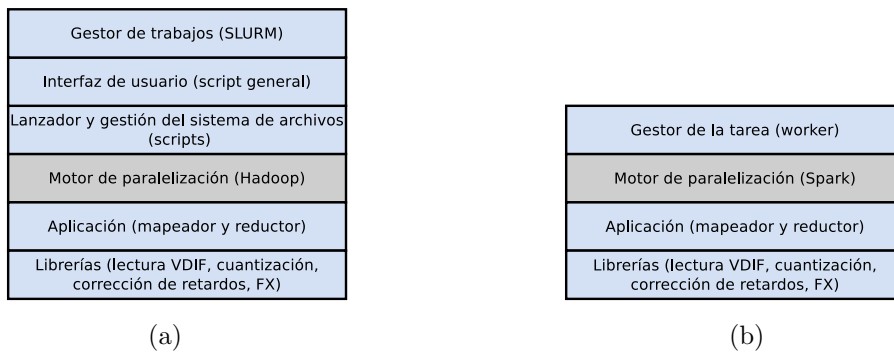 Gestor de trabajos (SLURM)
Interfaz de usuario (script general)
Lanzador y gestión del sistema de archivos
(scripts)
Motor de paralelización (Hadoop)
Aplicación (mapeador y reductor)
Librerías (lectura VDIF, cuantización,
corrección de retardos, FX)
(a)
Gestor de la tarea (worker)
Motor de paralelización (Spark)
Aplicación (mapeador y reductor)
Librerías (lectura VDIF, cuantización,
corrección de retardos, FX)
(b)